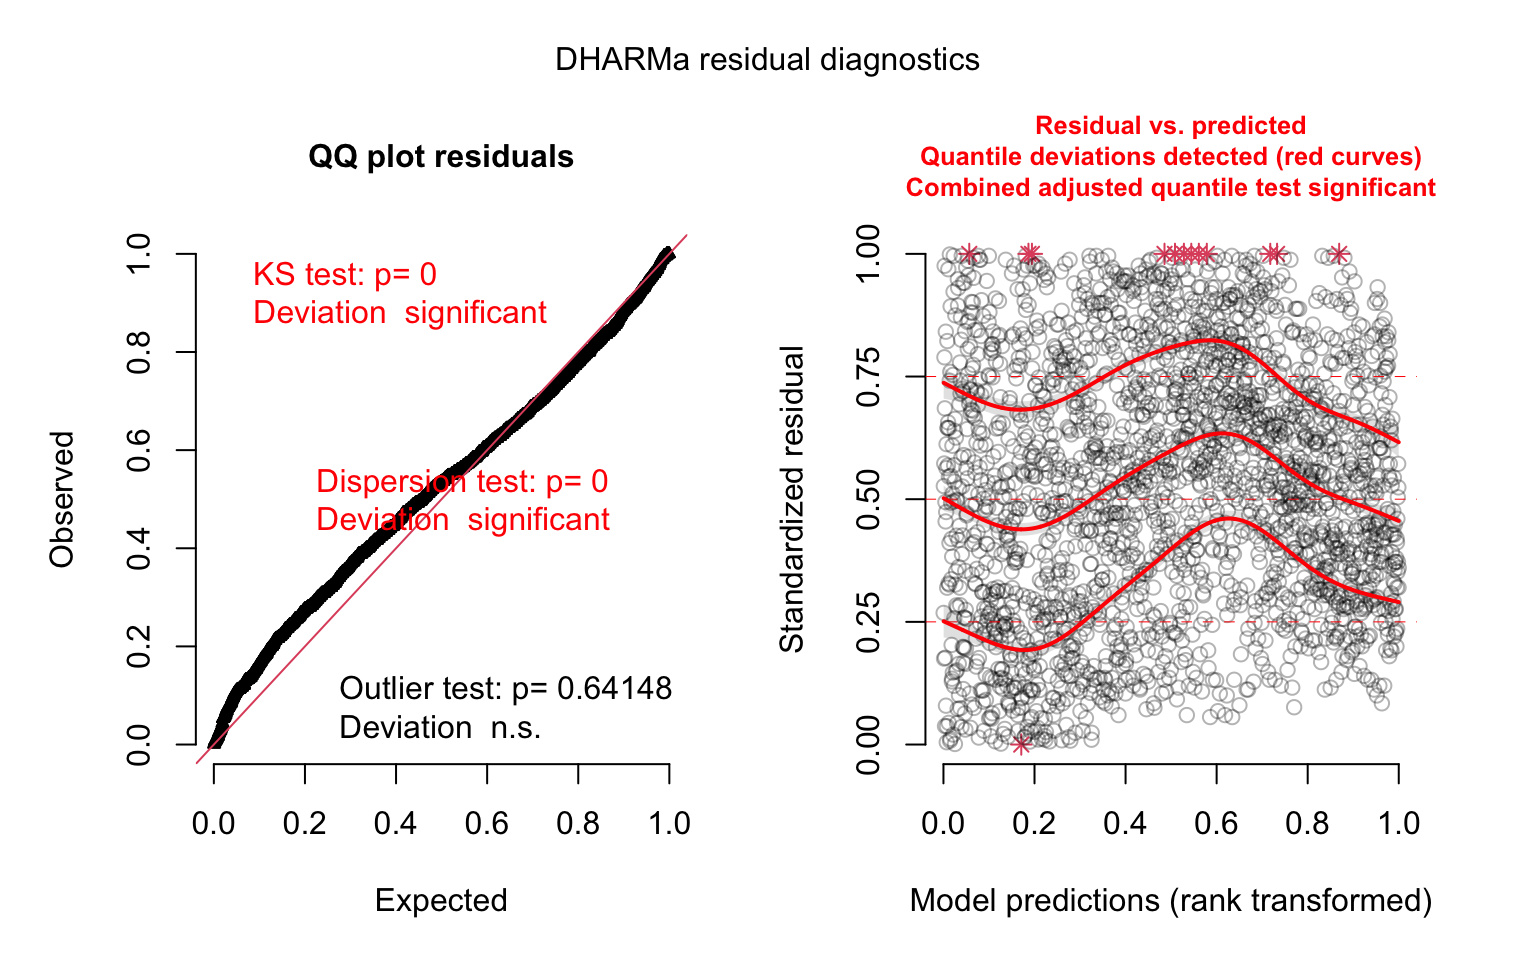 DHARMa residual diagnostics
QQ plot residuals
KS test: p= 0
Deviation  significant
Dispersion test: p= 0
Deviation  significant
Outlier test: p= 0.64148
Deviation  n.s.
Observed
0.0 0.2 0.4 0.6 0.8 1.0
0.0 0.2 0.4 0.6 0.8 1.0
Expected
Residual vs. predicted
Quantile deviations detected (red curves)
Combined adjusted quantile test significant
Standardized residual
0.00 0.25 0.50 0.75 1.00
0.0 0.2 0.4 0.6 0.8 1.0
Model predictions (rank transformed)